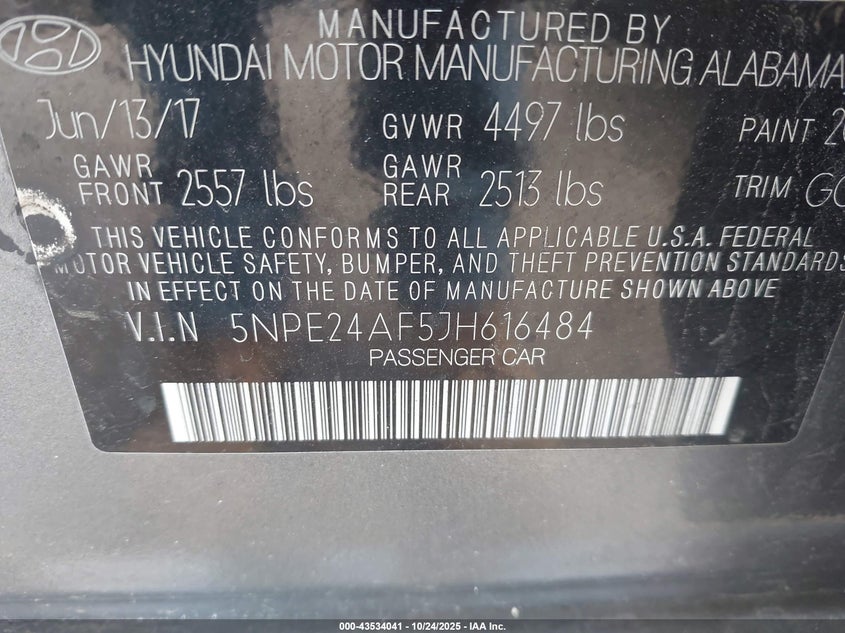 MANUFACTURED BY
HYUNDAI MOTOR MANUFACTURING ALABAMA,
Jun/13/17 GVWR 4497 lbs PAINT
GAWR FRONT 2557 lbs GAWR REAR 2513 lbs TRIM
THIS VEHICLE CONFORMS TO ALL APPLICABLE U.S.A. FEDERAL
MOTOR VEHICLE SAFETY, BUMPER, AND THEFT PREVENTION STANDARDS
IN EFFECT ON THE DATE OF MANUFACTURE SHOWN ABOVE
V.I.N 5NPE24AF5JH616484
PASSENGER CAR
000-43534041 - 10/24/2025 - IAA Inc.